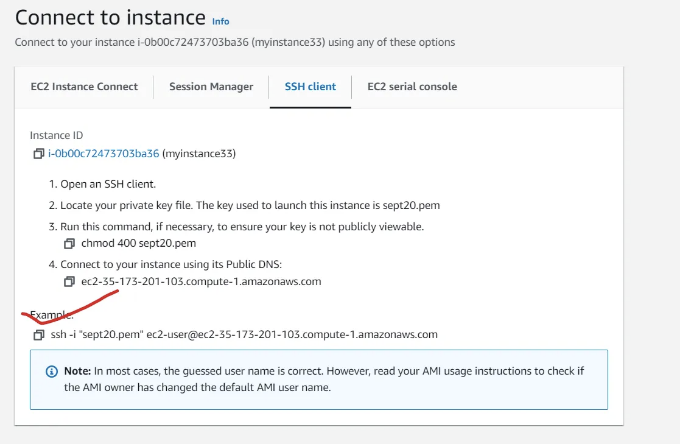 Connect to instance Info
Connect to your instance i-0b00c72473703ba36 (myinstance33) using any of these options
EC2 Instance Connect Session Manager SSH client EC2 serial console
Instance ID
i-0b00c72473703ba36 (myinstance33)
1. Open an SSH client.
2. Locate your private key file. The key used to launch this instance is sept20.pem
3. Run this command, if necessary, to ensure your key is not publicly viewable.
chmod 400 sept20.pem
4. Connect to your instance using its Public DNS:
ec2-35-173-201-103.compute-1.amazonaws.com
Example:
ssh -i "sept20.pem" ec2-user@ec2-35-173-201-103.compute-1.amazonaws.com
Note: In most cases, the guessed user name is correct. However, read your AMI usage instructions to check if
the AMI owner has changed the default AMI user name.